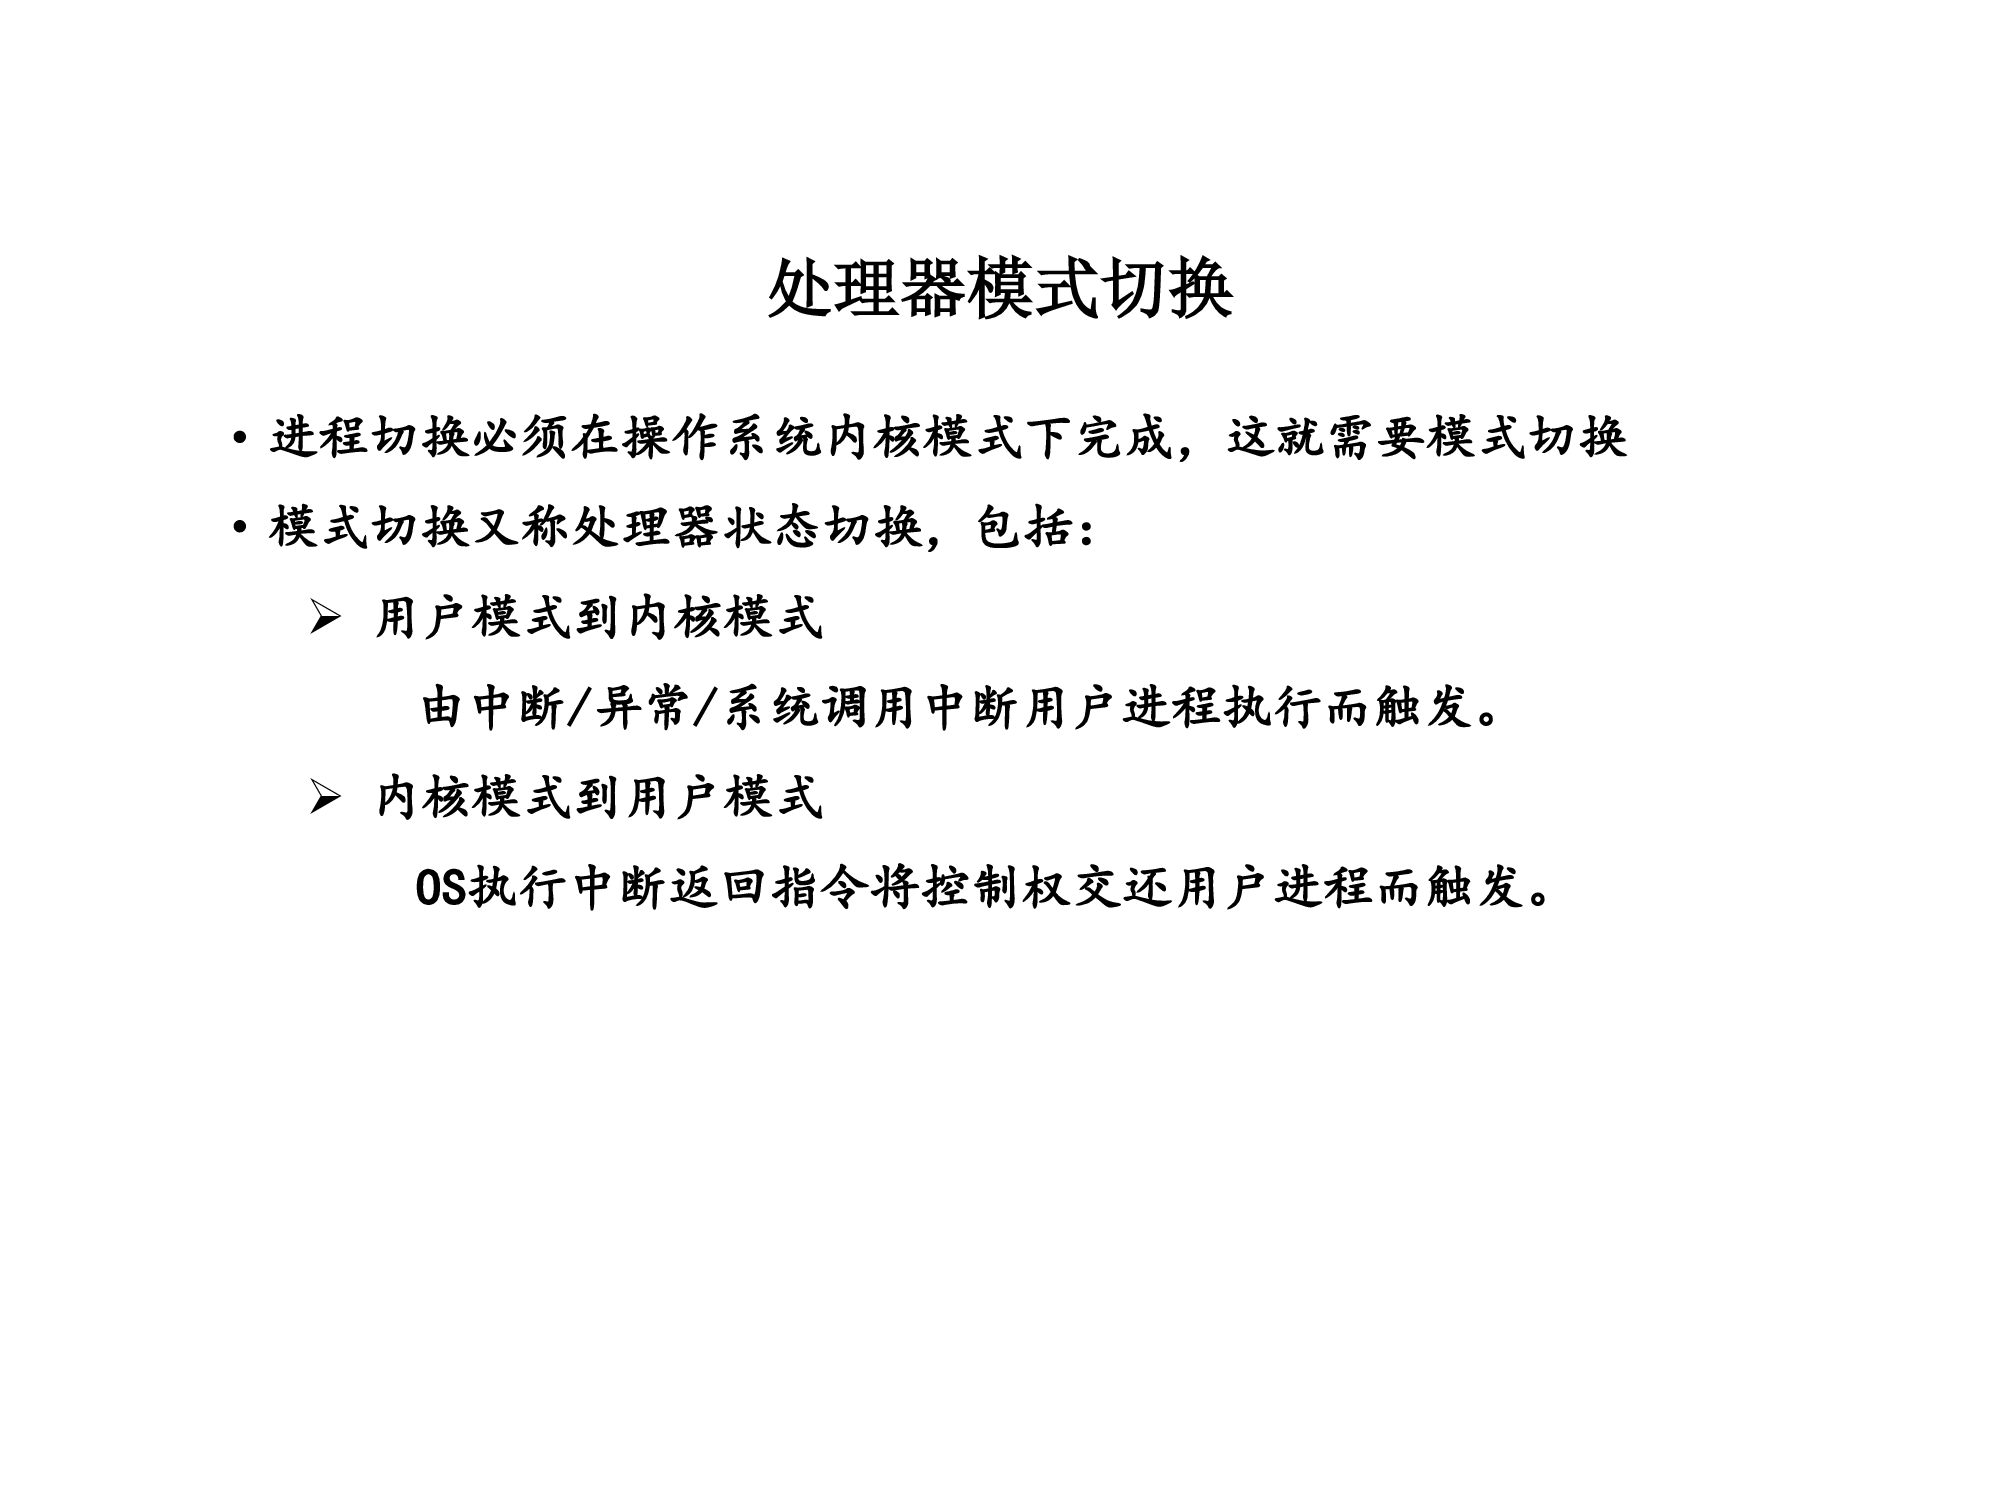 处理器模式切换
• 进程切换必须在操作系统内核模式下完成，这就需要模式切换
• 模式切换又称处理器状态切换，包括：
➢ 用户模式到内核模式
由中断/异常/系统调用中断用户进程执行而触发。
➢ 内核模式到用户模式
OS执行中断返回指令将控制权交还用户进程而触发。